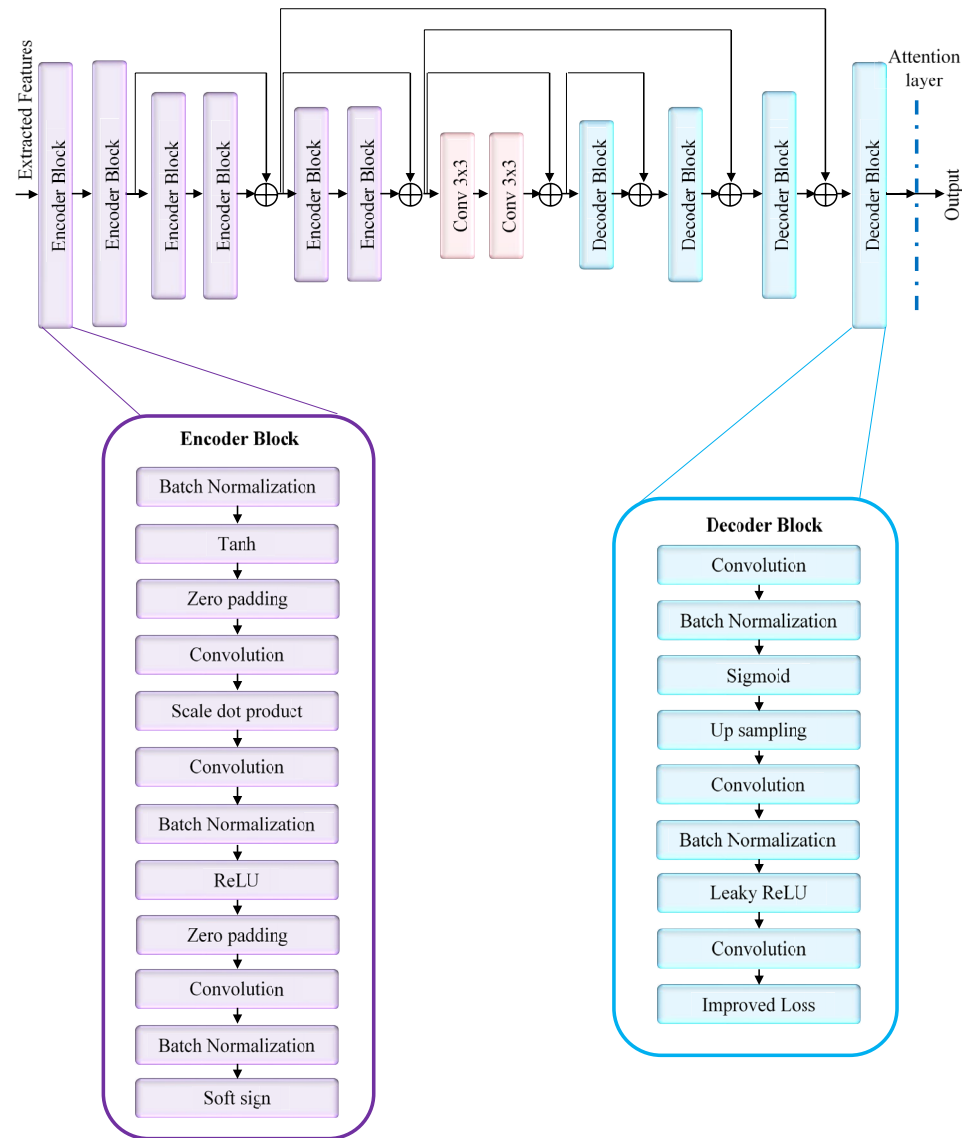 Extracted Features
Encoder Block
Encoder Block
Encoder Block
Encoder Block
Encoder Block
Encoder Block
Conv 3x3
Conv 3x3
Decoder Block
Decoder Block
Decoder Block
Decoder Block
Attention
layer
Output
Encoder Block
Batch Normalization
Tanh
Zero padding
Convolution
Scale dot product
Convolution
Batch Normalization
ReLU
Zero padding
Convolution
Batch Normalization
Soft sign
Decoder Block
Convolution
Batch Normalization
Sigmoid
Up sampling
Convolution
Batch Normalization
Leaky ReLU
Convolution
Improved Loss